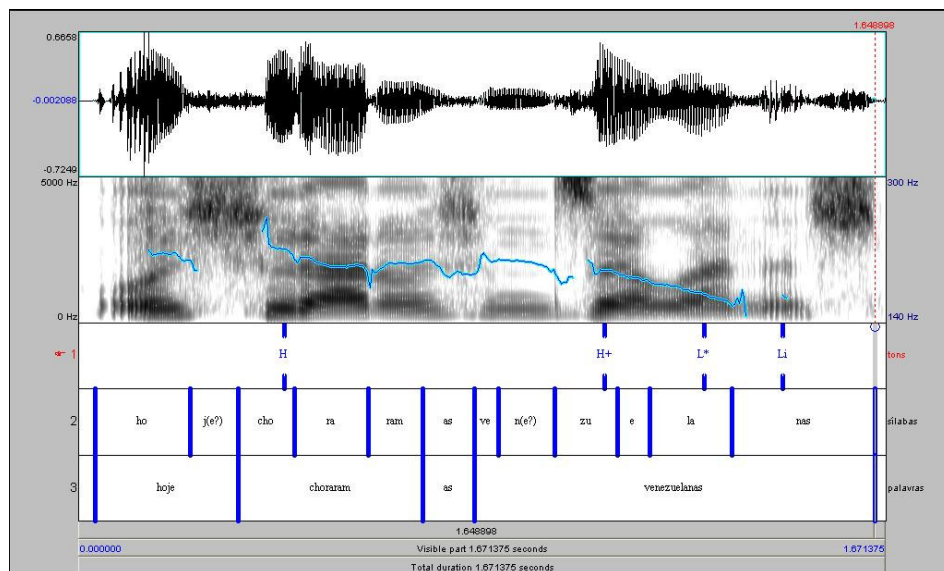 1.648898
0.6658
-0.002088
-0.7249
5000 Hz 300 Hz
0 Hz 140 Hz
1 H H+ L* Li tons
2 ho j(e?) cho ra ram as ve n(e?) zu e la nas sílabas
3 hoje choraram as venezuelanas palavras
1.648898
0.000000 Visible part 1.671375 seconds 1.671375
Total duration 1.671375 seconds